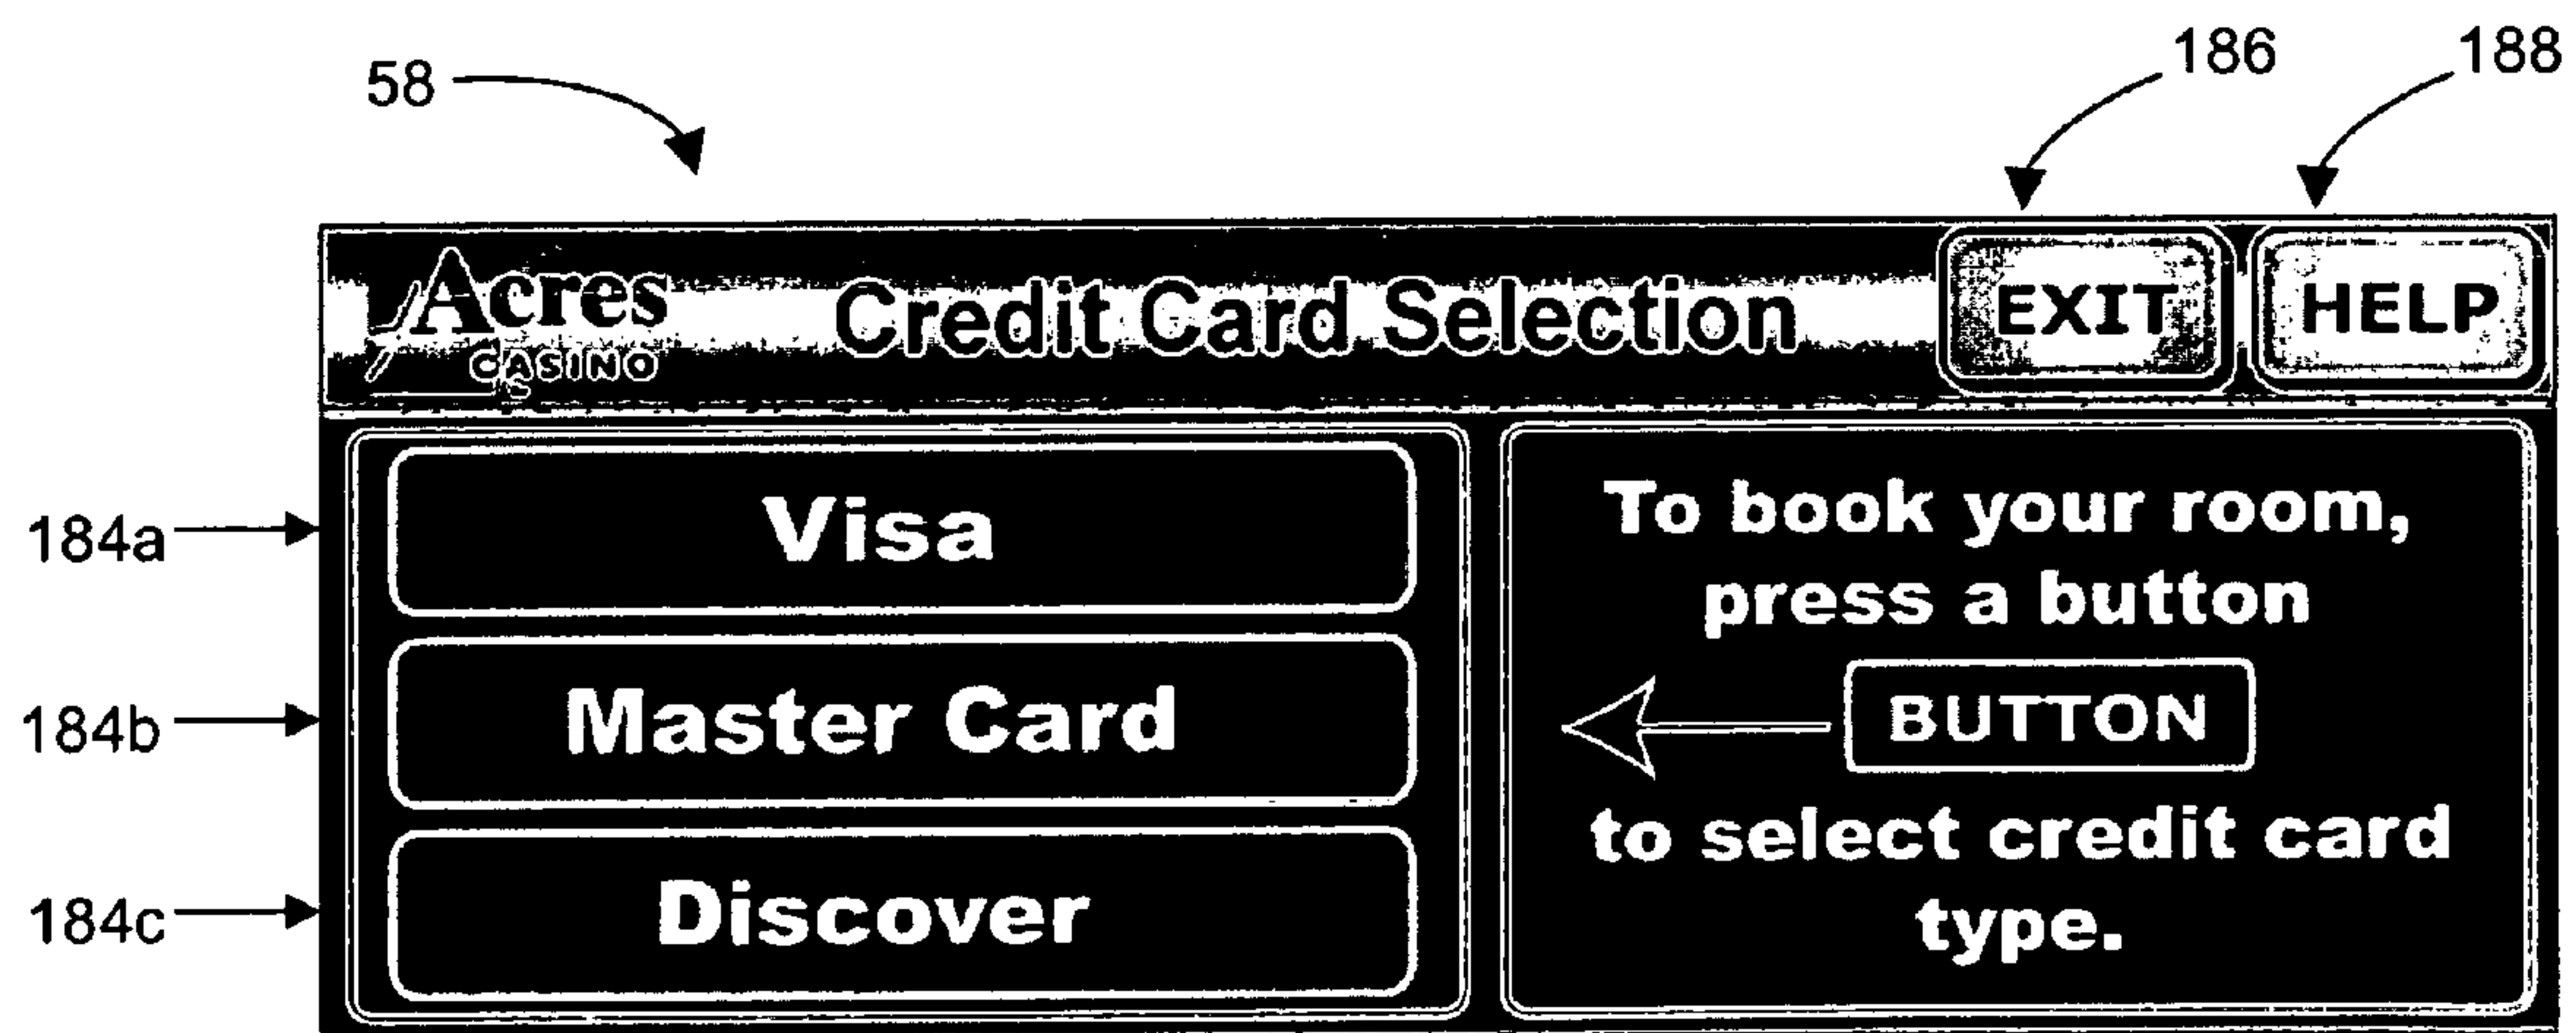 58
186
188
Acres
CASINO
Credit Card Selection
EXIT
HELP
184a
Visa
184b
Master Card
184c
Discover
To book your room,
press a button
BUTTON
to select credit card
type.